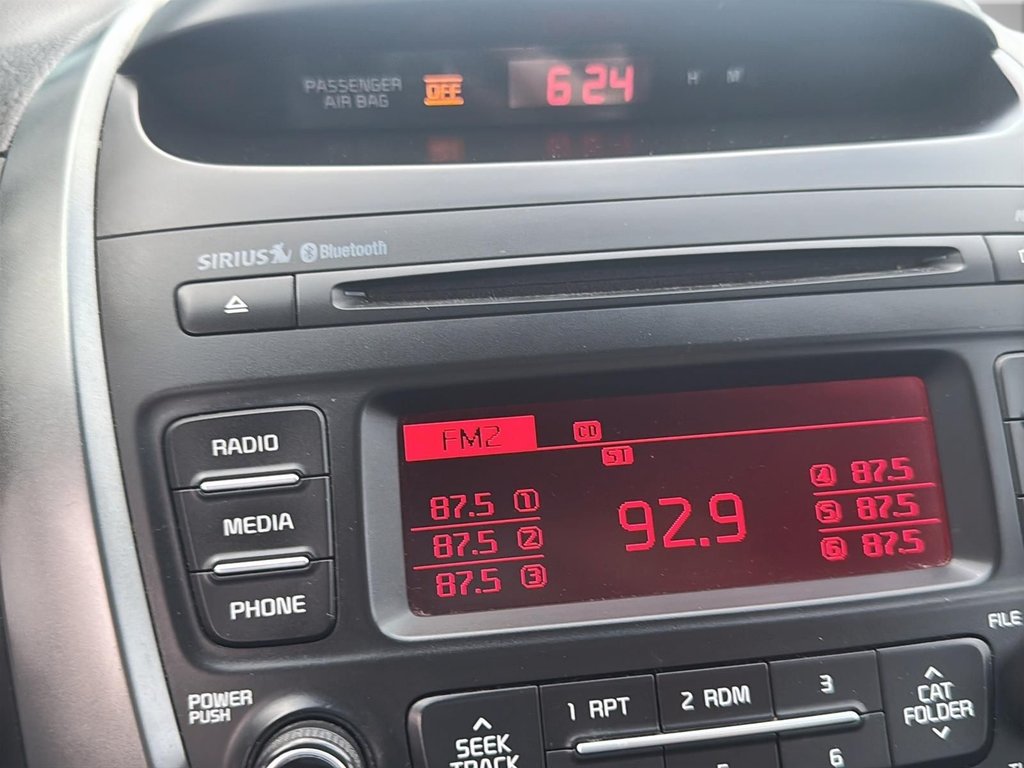 PASSENGER
AIR BAG
OFF
6 24
H M
SIRIUS
Bluetooth
RADIO
MEDIA
PHONE
FM2
CD
ST
87.5 1
87.5 2
87.5 3
92.9
4 87.5
5 87.5
6 87.5
FILE
POWER
PUSH
SEEK
TRACK
1 RPT
2 RDM
3
6
CAT
FOLDER